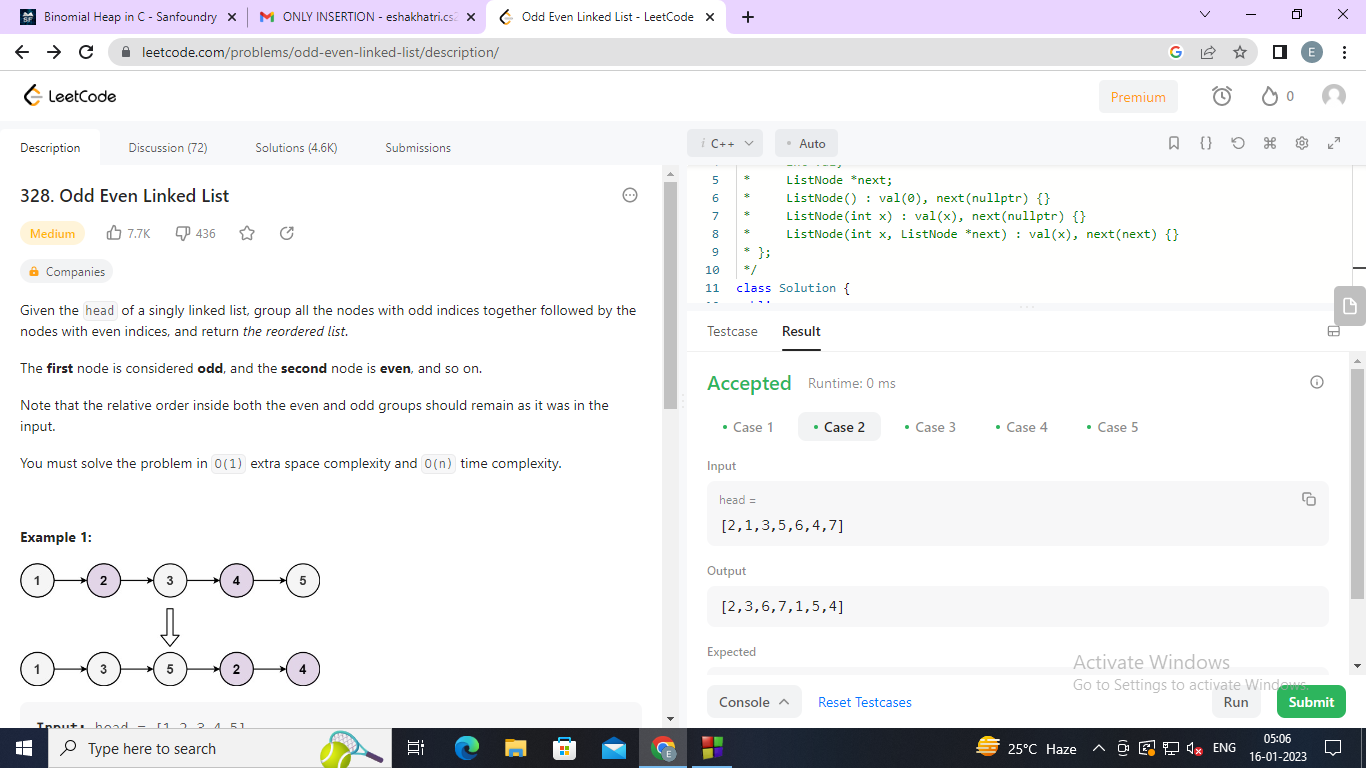 Binomial Heap in C - Sanfoundry
ONLY INSERTION - eshakhatri.cs2
Odd Even Linked List - LeetCode
leetcode.com/problems/odd-even-linked-list/description/
E
LeetCode
Premium
0
Description
Discussion (72)
Solutions (4.6K)
Submissions
i C++
• Auto
328. Odd Even Linked List
Medium
7.7K
436
Companies
Given the head of a singly linked list, group all the nodes with odd indices together followed by the
nodes with even indices, and return the reordered list.
The first node is considered odd, and the second node is even, and so on.
Note that the relative order inside both the even and odd groups should remain as it was in the
input.
You must solve the problem in O(1) extra space complexity and O(n) time complexity.
Example 1:
1 2 3 4 5
1 3 5 2 4
Input: head = [1,2,3,4,5]
5 * ListNode *next;
6 * ListNode() : val(0), next(nullptr) {}
7 * ListNode(int x) : val(x), next(nullptr) {}
8 * ListNode(int x, ListNode *next) : val(x), next(next) {}
9 * };
10 */
11 class Solution {
Testcase
Result
Accepted
Runtime: 0 ms
• Case 1
• Case 2
• Case 3
• Case 4
• Case 5
Input
head =
[2,1,3,5,6,4,7]
Output
[2,3,6,7,1,5,4]
Expected
Activate Windows
Go to Settings to activate Windows.
Console
Reset Testcases
Run
Submit
Type here to search
E
25°C Haze
ENG
05:06
16-01-2023